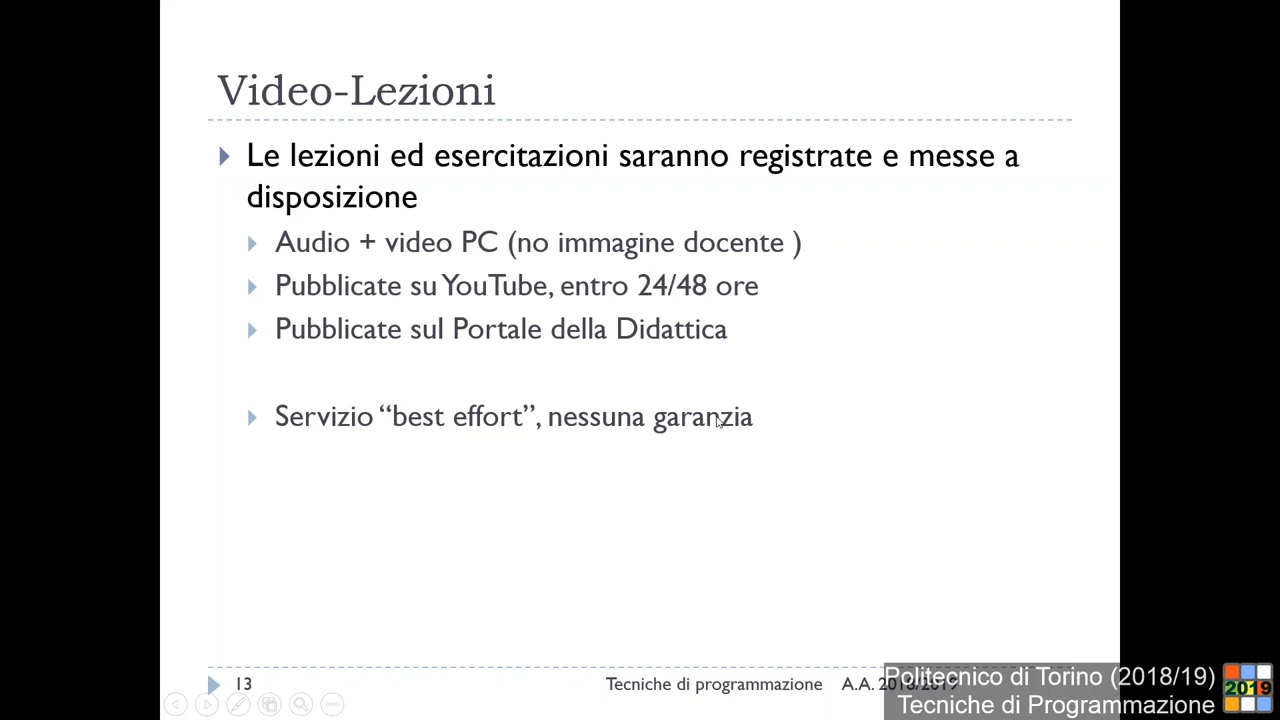 Video-Lezioni
Le lezioni ed esercitazioni saranno registrate e messe a
disposizione
Audio + video PC (no immagine docente )
Pubblicate su YouTube, entro 24/48 ore
Pubblicate sul Portale della Didattica
Servizio “best effort”, nessuna garanzia
13
Tecniche di programmazione A.A. 2018/2019
Politecnico di Torino (2018/19)
Tecniche di Programmazione
2019